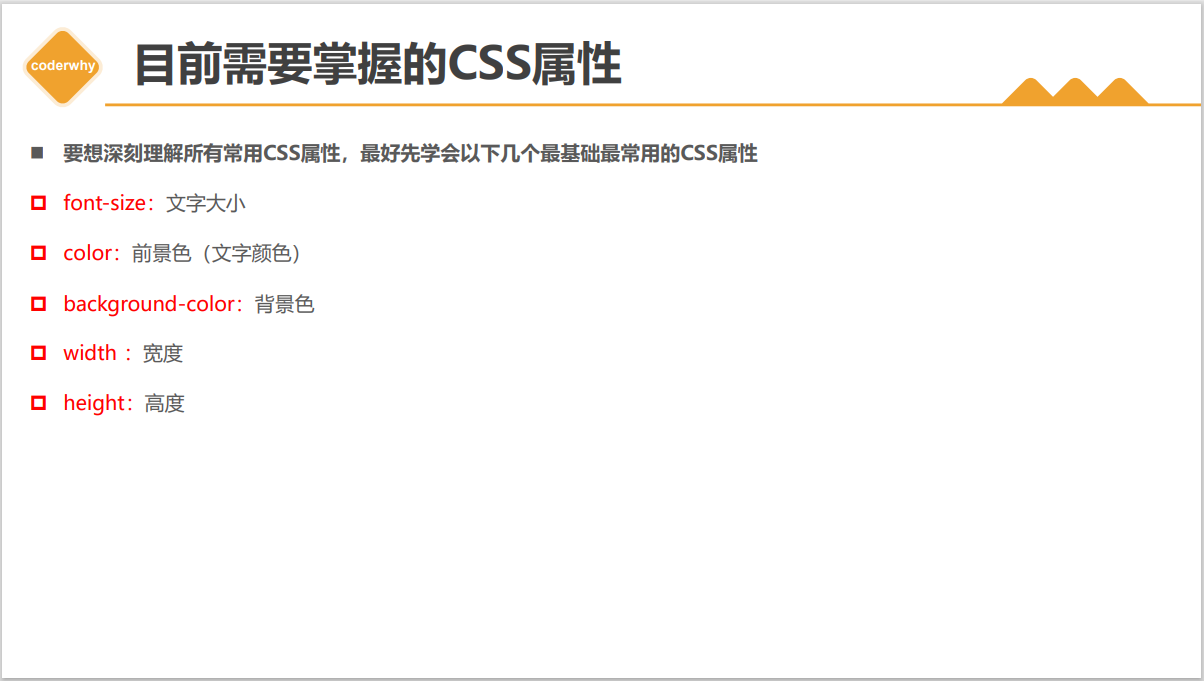 coderwhy
目前需要掌握的CSS属性
要想深刻理解所有常用CSS属性，最好先学会以下几个最基础最常用的CSS属性
font-size：文字大小
color：前景色（文字颜色）
background-color：背景色
width ：宽度
height：高度